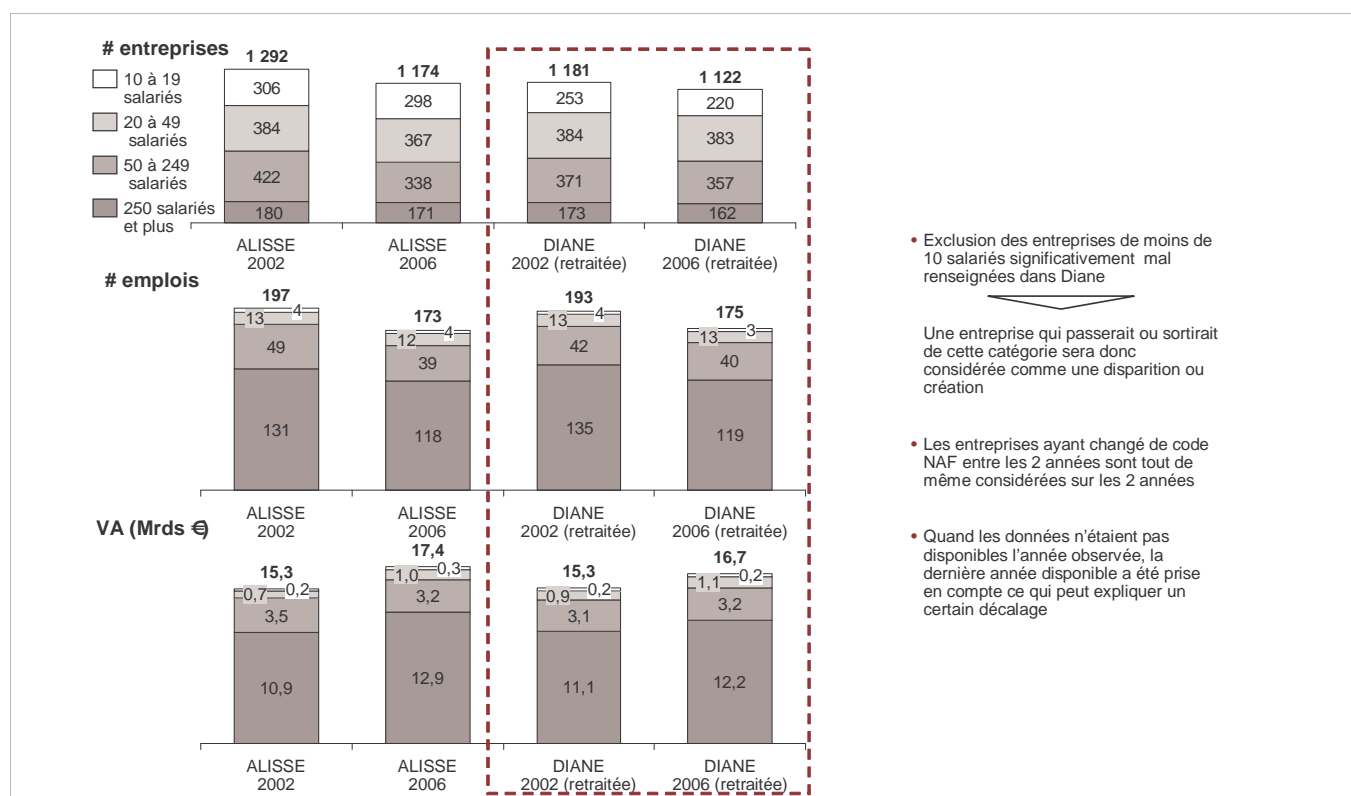 # entreprises
10 à 19
salariés
20 à 49
salariés
50 à 249
salariés
250 salariés
et plus
1 292
306
384
422
180
ALISSE
2002
1 174
298
367
338
171
ALISSE
2006
1 181
253
384
371
173
DIANE
2002 (retraitée)
1 122
220
383
357
162
DIANE
2006 (retraitée)
# emplois
197
4
13
49
131
ALISSE
2002
173
4
12
39
118
ALISSE
2006
193
4
13
42
135
DIANE
2002 (retraitée)
175
3
13
40
119
DIANE
2006 (retraitée)
VA (Mrds €)
15,3
0,2
0,7
3,5
10,9
ALISSE
2002
17,4
0,3
1,0
3,2
12,9
ALISSE
2006
15,3
0,2
0,9
3,1
11,1
DIANE
2002 (retraitée)
16,7
0,2
1,1
3,2
12,2
DIANE
2006 (retraitée)
• Exclusion des entreprises de moins de
10 salariés significativement mal
renseignées dans Diane
Une entreprise qui passerait ou sortirait
de cette catégorie sera donc
considérée comme une disparition ou
création
• Les entreprises ayant changé de code
NAF entre les 2 années sont tout de
même considérées sur les 2 années
• Quand les données n'étaient pas
disponibles l'année observée, la
dernière année disponible a été prise
en compte ce qui peut expliquer un
certain décalage